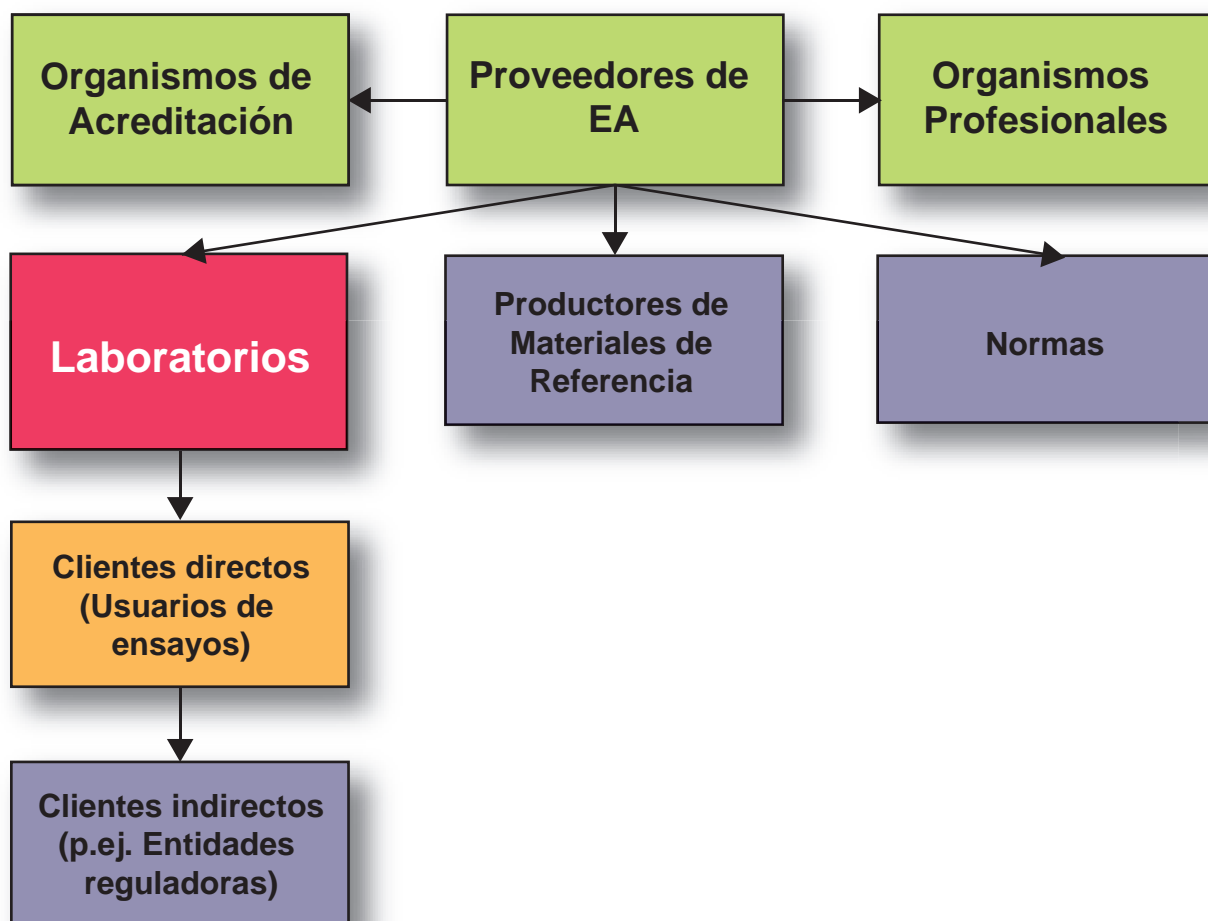 Organismos de
Acreditación
Proveedores de
EA
Organismos
Profesionales
Laboratorios
Productores de
Materiales de
Referencia
Normas
Clientes directos
(Usuarios de
ensayos)
Clientes indirectos
(p.ej. Entidades
reguladoras)